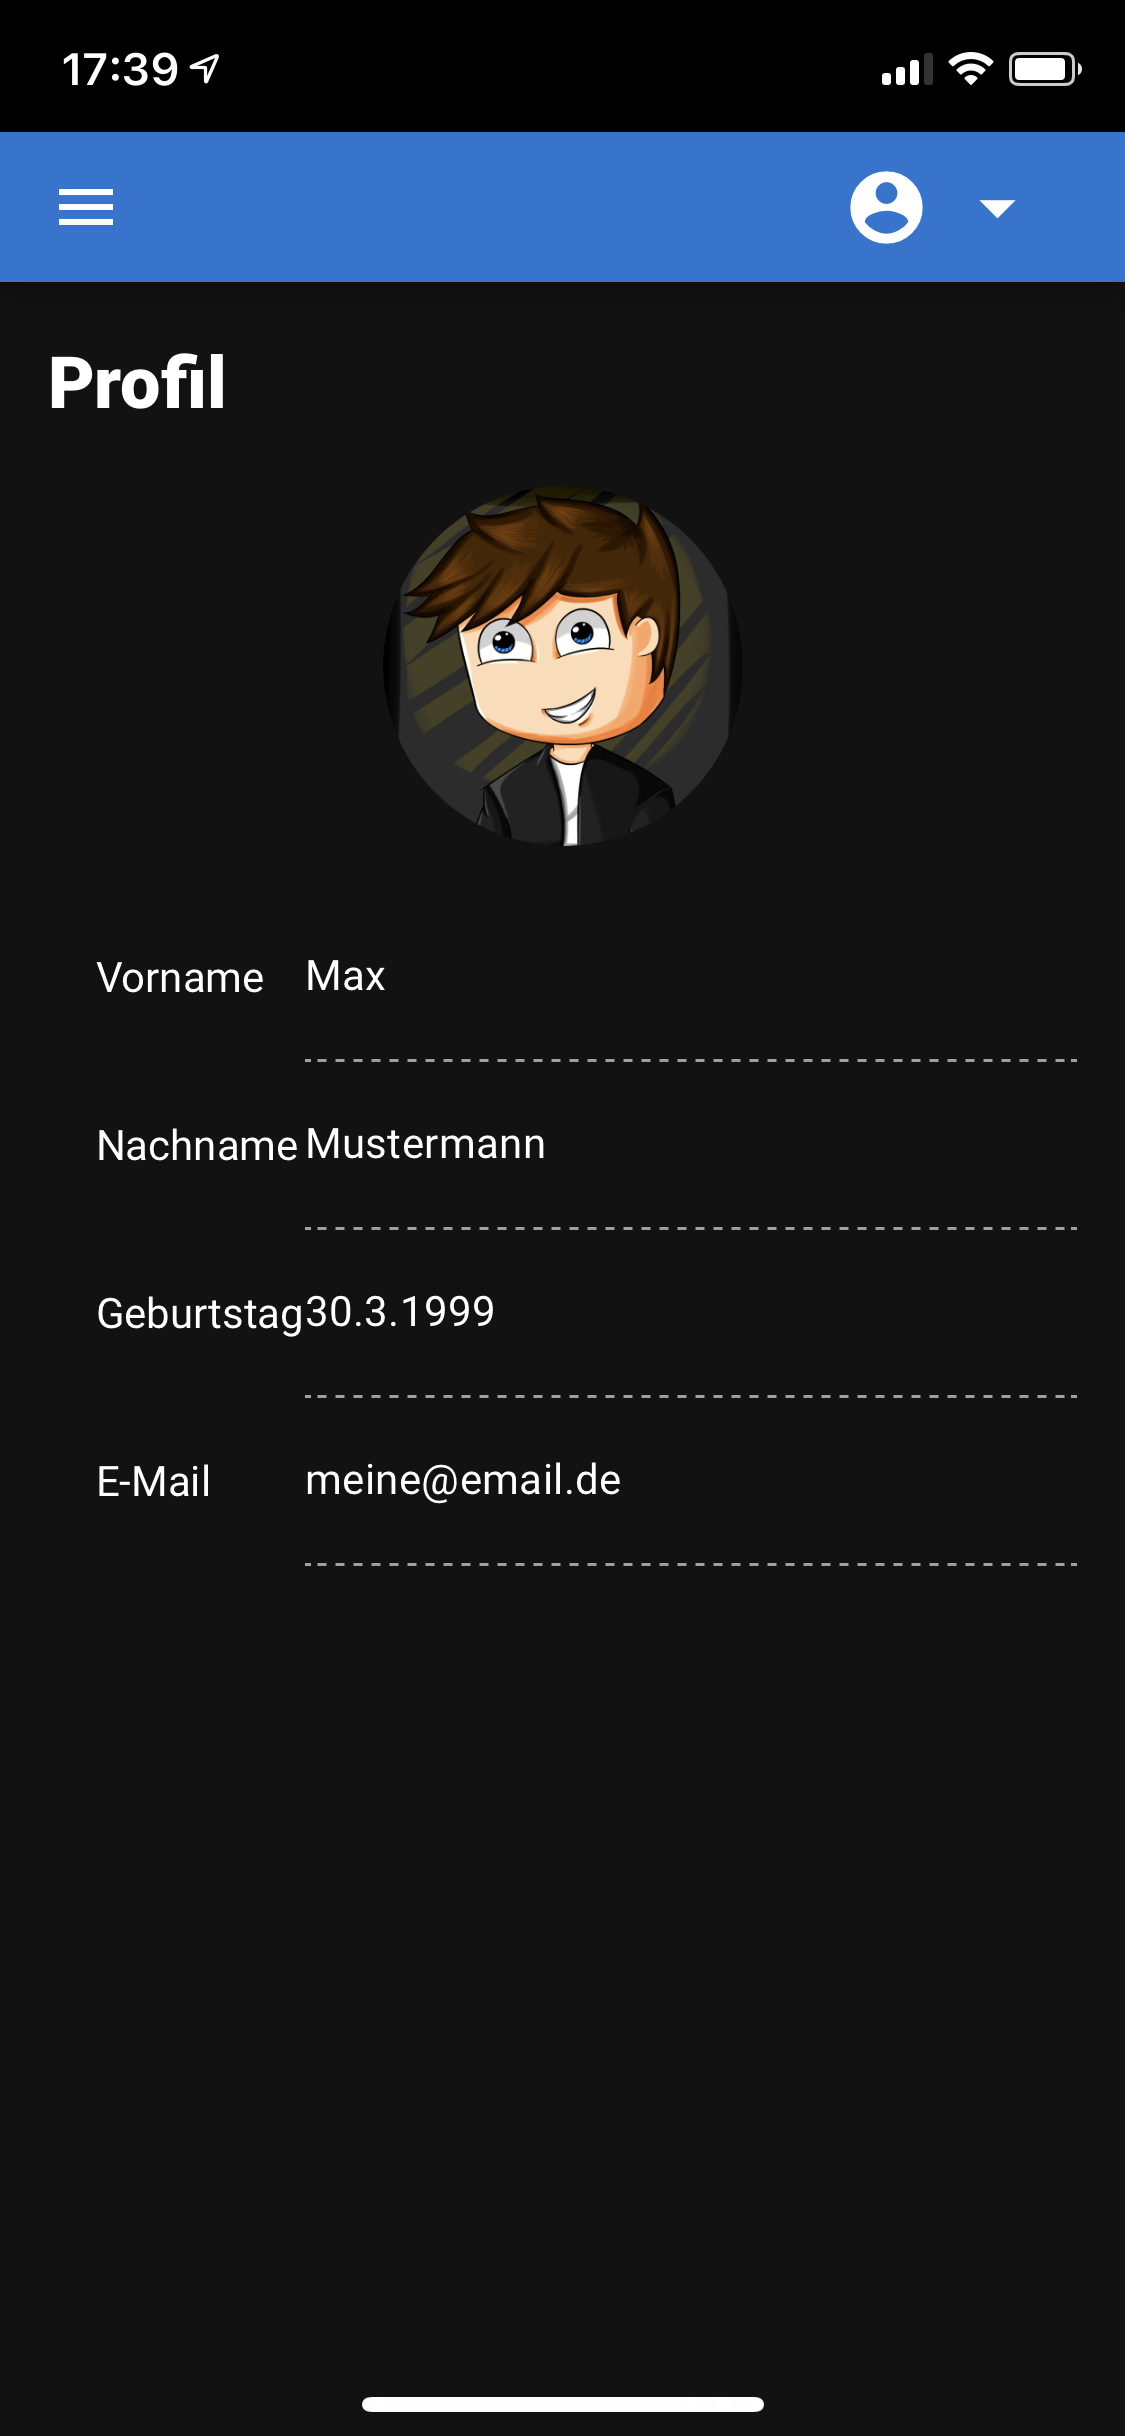 17:39
Profil
Vorname Max
Nachname Mustermann
Geburtstag 30.3.1999
E-Mail meine@email.de